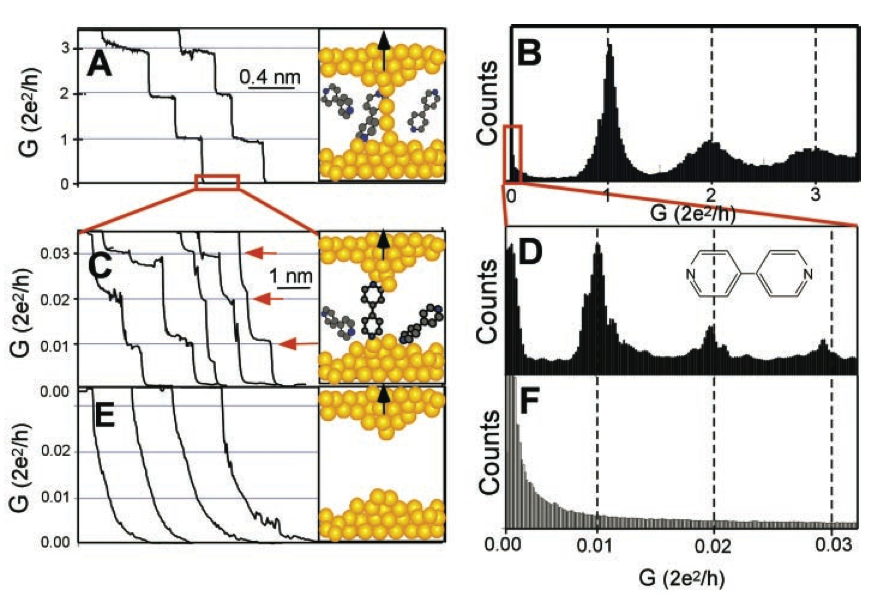 A
G (2e²/h)
3
2
1
0
0.4 nm
B
Counts
0
1
2
3
G (2e²/h)
C
G (2e²/h)
0.03
0.02
0.01
1 nm
D
Counts
N
N
E
G (2e²/h)
0.00
0.02
0.01
0.00
F
Counts
0.00
0.01
0.02
0.03
G (2e²/h)